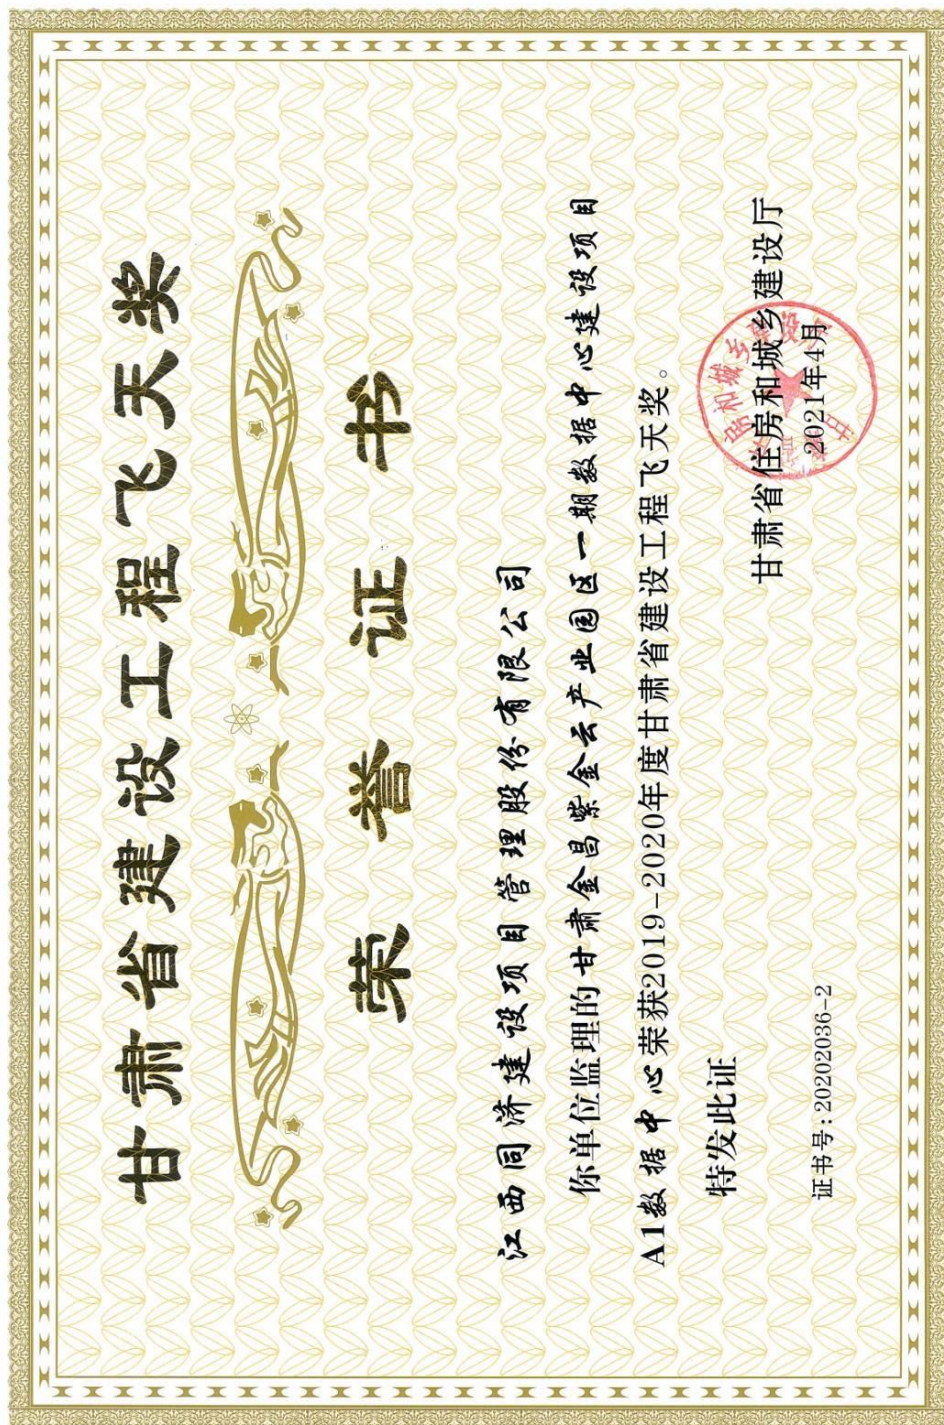 甘肃省建设工程飞天奖
荣誉证书
江西同济建设项目管理股份有限公司
你单位监理的甘肃金昌紫金云产业园区一期数据中心建设项目
A1数据中心荣获2019-2020年度甘肃省建设工程飞天奖。
特发此证
甘肃省住房和城乡建设厅
2021年4月
证书号:20202036-2